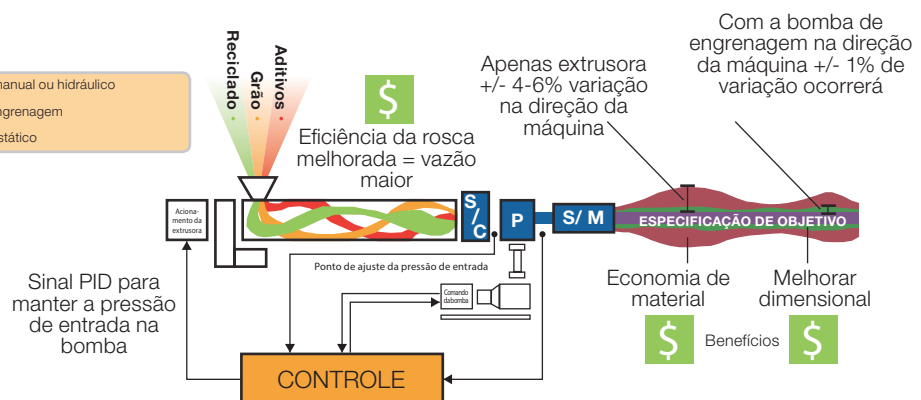 manual ou hidráulico
ngrenagem
stático
Reciclado •
Grão •
Aditivos •
$
Eficiência da rosca
melhorada = vazão
maior
Apenas extrusora
+/- 4-6% variação
na direção da
máquina
Com a bomba de
engrenagem na direção
da máquina +/- 1% de
variação ocorrerá
Aciona-
mento da
extrusora
S/C
P
S/ M
ESPECIFICAÇÃO DE OBJETIVO
Ponto de ajuste da pressão de entrada
Sinal PID para
manter a pressão
de entrada na
bomba
Comando
da bomba
Economia de
material
Melhorar
dimensional
$
Benefícios
$
CONTROLE